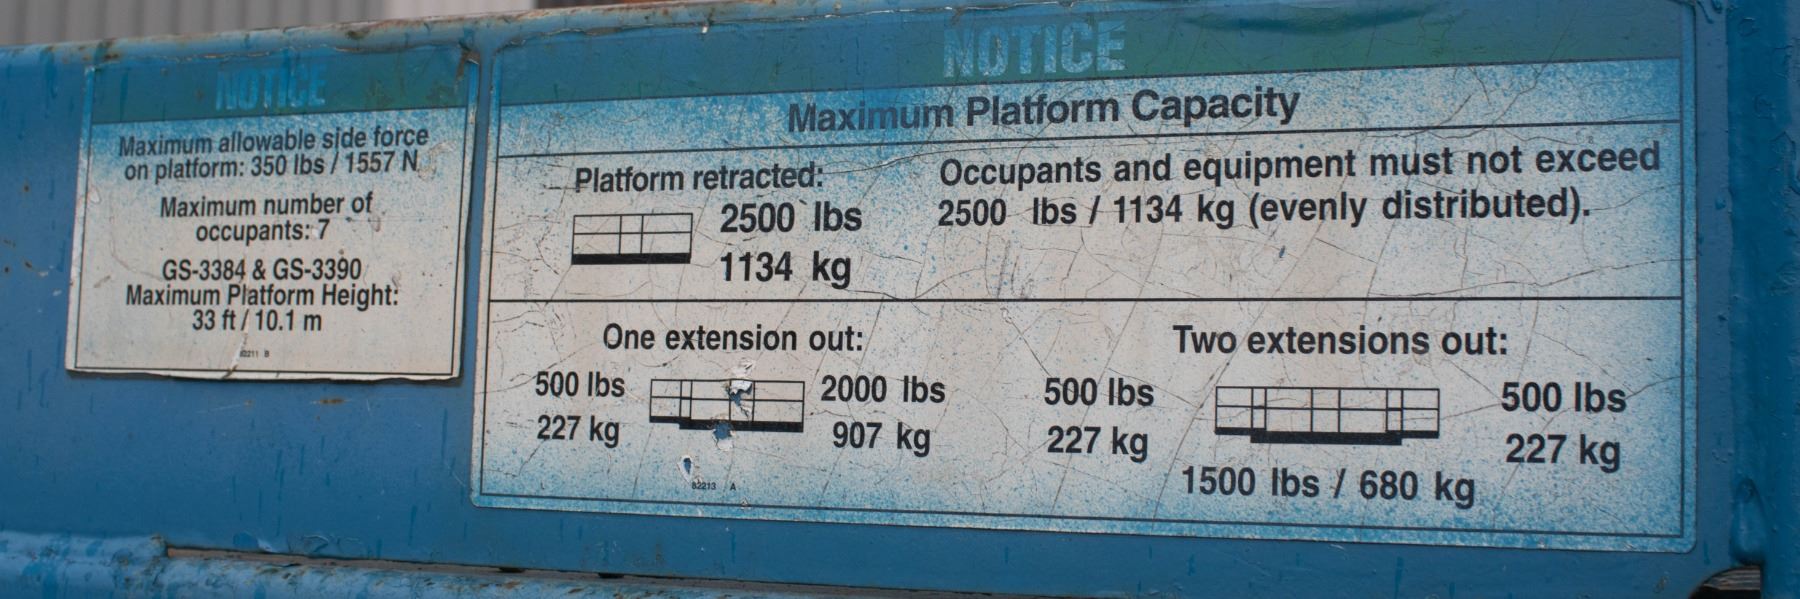 NOTICE
Maximum allowable side force
on platform: 350 lbs / 1557 N
Maximum number of
occupants: 7
GS-3384 & GS-3390
Maximum Platform Height:
33 ft / 10.1 m
82211 B
NOTICE
Maximum Platform Capacity
Platform retracted:
2500 lbs
1134 kg
Occupants and equipment must not exceed
2500 lbs / 1134 kg (evenly distributed).
One extension out:
500 lbs
227 kg
2000 lbs
907 kg
82213 A
Two extensions out:
500 lbs
227 kg
500 lbs
227 kg
1500 lbs / 680 kg